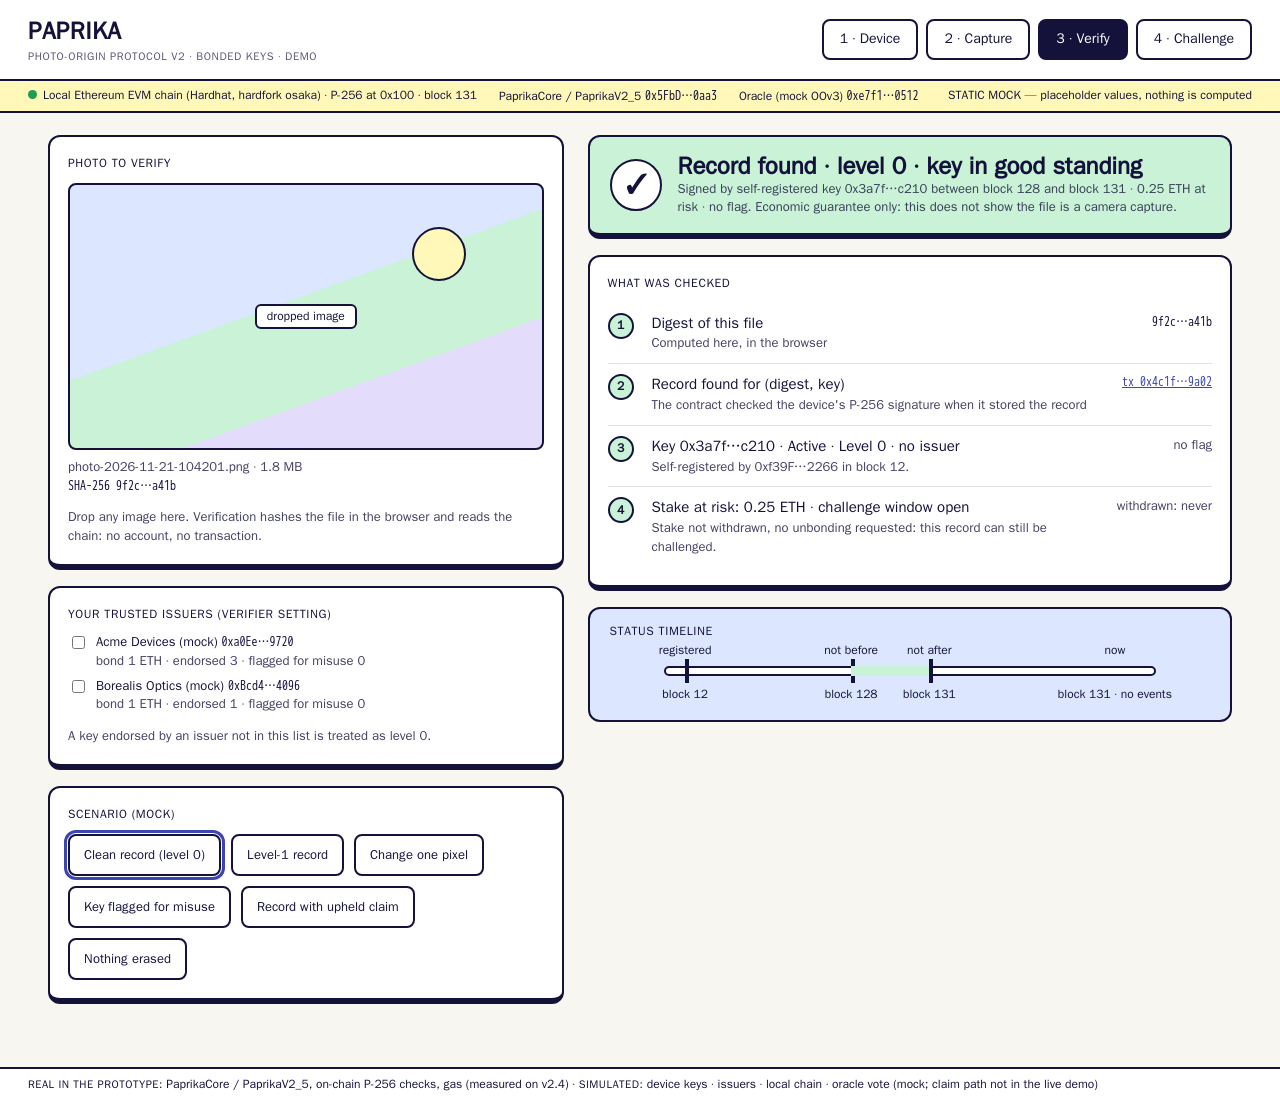 PAPRIKA
PHOTO-ORIGIN PROTOCOL V2 · BONDED KEYS · DEMO
1 · Device
2 · Capture
3 · Verify
4 · Challenge
Local Ethereum EVM chain (Hardhat, hardfork osaka) · P-256 at 0x100 · block 131
PaprikaCore / PaprikaV2_5 0x5FbD···0aa3
Oracle (mock OOv3) 0xe7f1···0512
STATIC MOCK — placeholder values, nothing is computed
PHOTO TO VERIFY
dropped image
photo-2026-11-21-104201.png · 1.8 MB
SHA-256 9f2c···a41b
Drop any image here. Verification hashes the file in the browser and reads the
chain: no account, no transaction.
YOUR TRUSTED ISSUERS (VERIFIER SETTING)
Acme Devices (mock) 0xa0Ee···9720
bond 1 ETH · endorsed 3 · flagged for misuse 0
Borealis Optics (mock) 0xBcd4···4096
bond 1 ETH · endorsed 1 · flagged for misuse 0
A key endorsed by an issuer not in this list is treated as level 0.
SCENARIO (MOCK)
Clean record (level 0)
Level-1 record
Change one pixel
Key flagged for misuse
Record with upheld claim
Nothing erased
✓
Record found · level 0 · key in good standing
Signed by self-registered key 0x3a7f···c210 between block 128 and block 131 · 0.25 ETH at
risk · no flag. Economic guarantee only: this does not show the file is a camera capture.
WHAT WAS CHECKED
1
Digest of this file
9f2c···a41b
Computed here, in the browser
2
Record found for (digest, key)
tx 0x4c1f···9a02
The contract checked the device's P-256 signature when it stored the record
3
Key 0x3a7f···c210 · Active · Level 0 · no issuer
no flag
Self-registered by 0xf39F···2266 in block 12.
4
Stake at risk: 0.25 ETH · challenge window open
withdrawn: never
Stake not withdrawn, no unbonding requested: this record can still be
challenged.
STATUS TIMELINE
registered
not before
not after
now
block 12
block 128
block 131
block 131 · no events
REAL IN THE PROTOTYPE: PaprikaCore / PaprikaV2_5, on-chain P-256 checks, gas (measured on v2.4) · SIMULATED: device keys · issuers · local chain · oracle vote (mock; claim path not in the live demo)